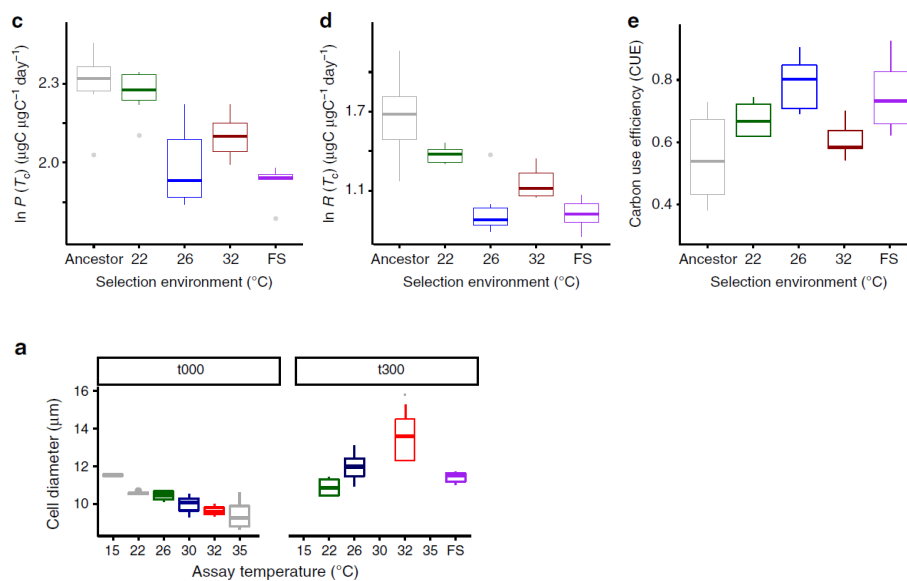 c
ln P (Tc) (µgC µgC−1 day−1)
2.3
2.0
Ancestor 22 26 32 FS
Selection environment (°C)
d
ln R (Tc) (µgC µgC−1 day−1)
1.7
1.1
Ancestor 22 26 32 FS
Selection environment (°C)
e
Carbon use efficiency (CUE)
0.8
0.6
0.4
Ancestor 22 26 32 FS
Selection environment (°C)
a
t000 t300
Cell diameter (µm)
16
14
12
10
15 22 26 30 32 35 15 22 26 30 32 35 FS
Assay temperature (°C)